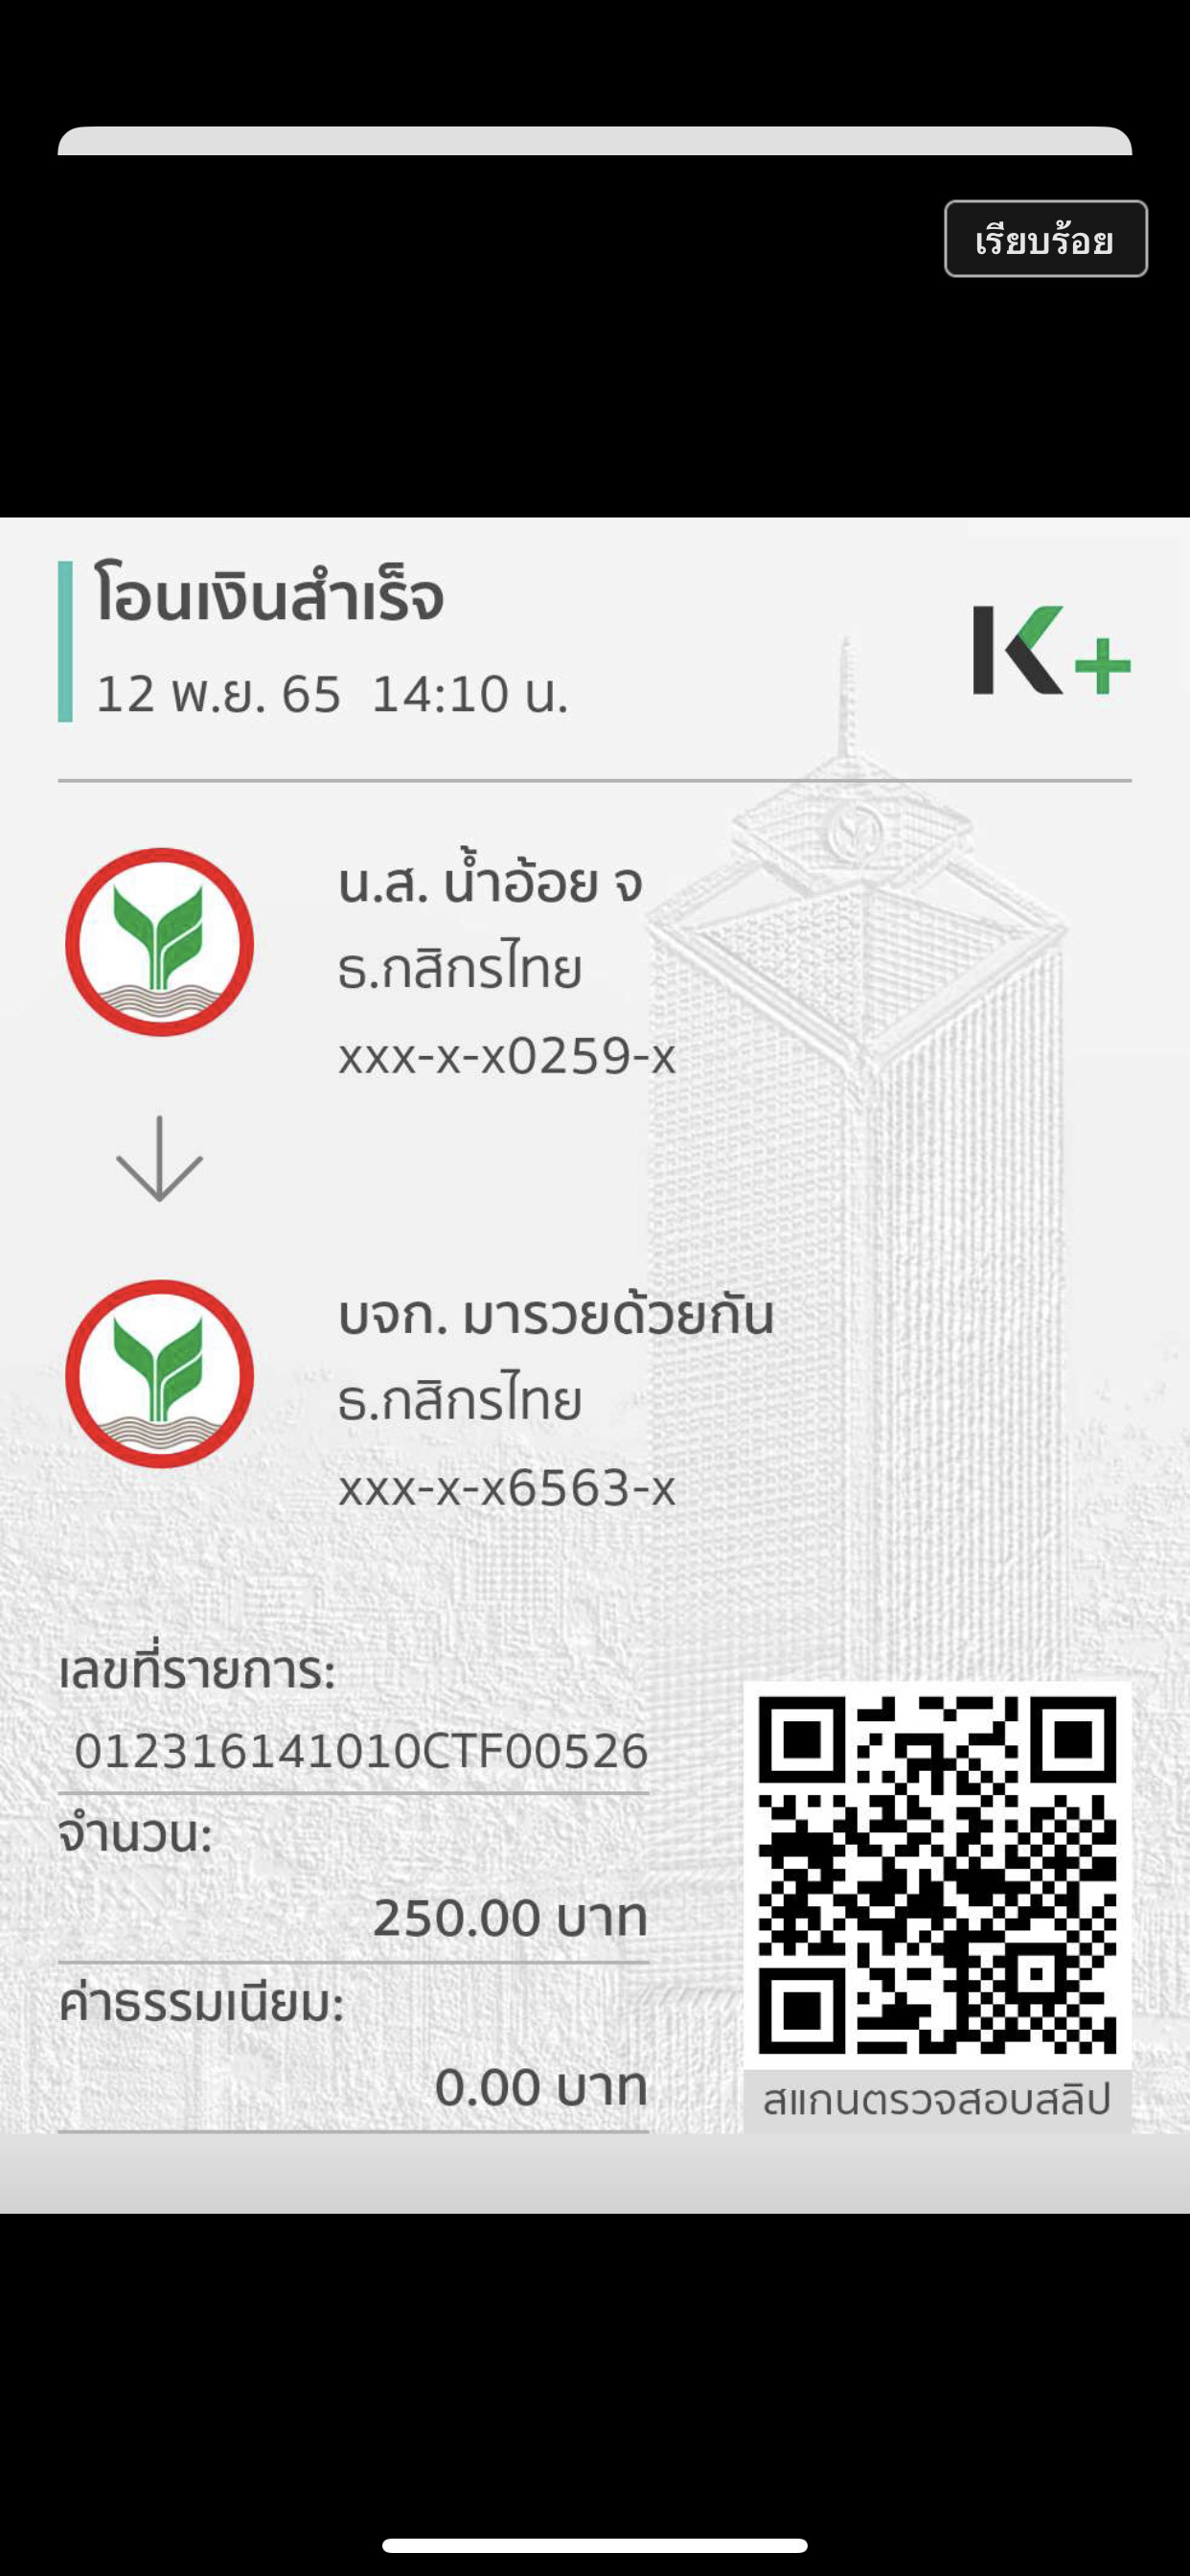 เรียบร้อย
โอนเงินสำเร็จ
12 พ.ย. 65 14:10 น.
K+
น.ส. น้ำอ้อย จ
ธ.กสิกรไทย
xxx-x-x0259-x
บจก. มารวยด้วยกัน
ธ.กสิกรไทย
xxx-x-x6563-x
เลขที่รายการ:
012316141010CTF00526
จำนวน:
250.00 บาท
ค่าธรรมเนียม:
0.00 บาท
สแกนตรวจสอบสลิป